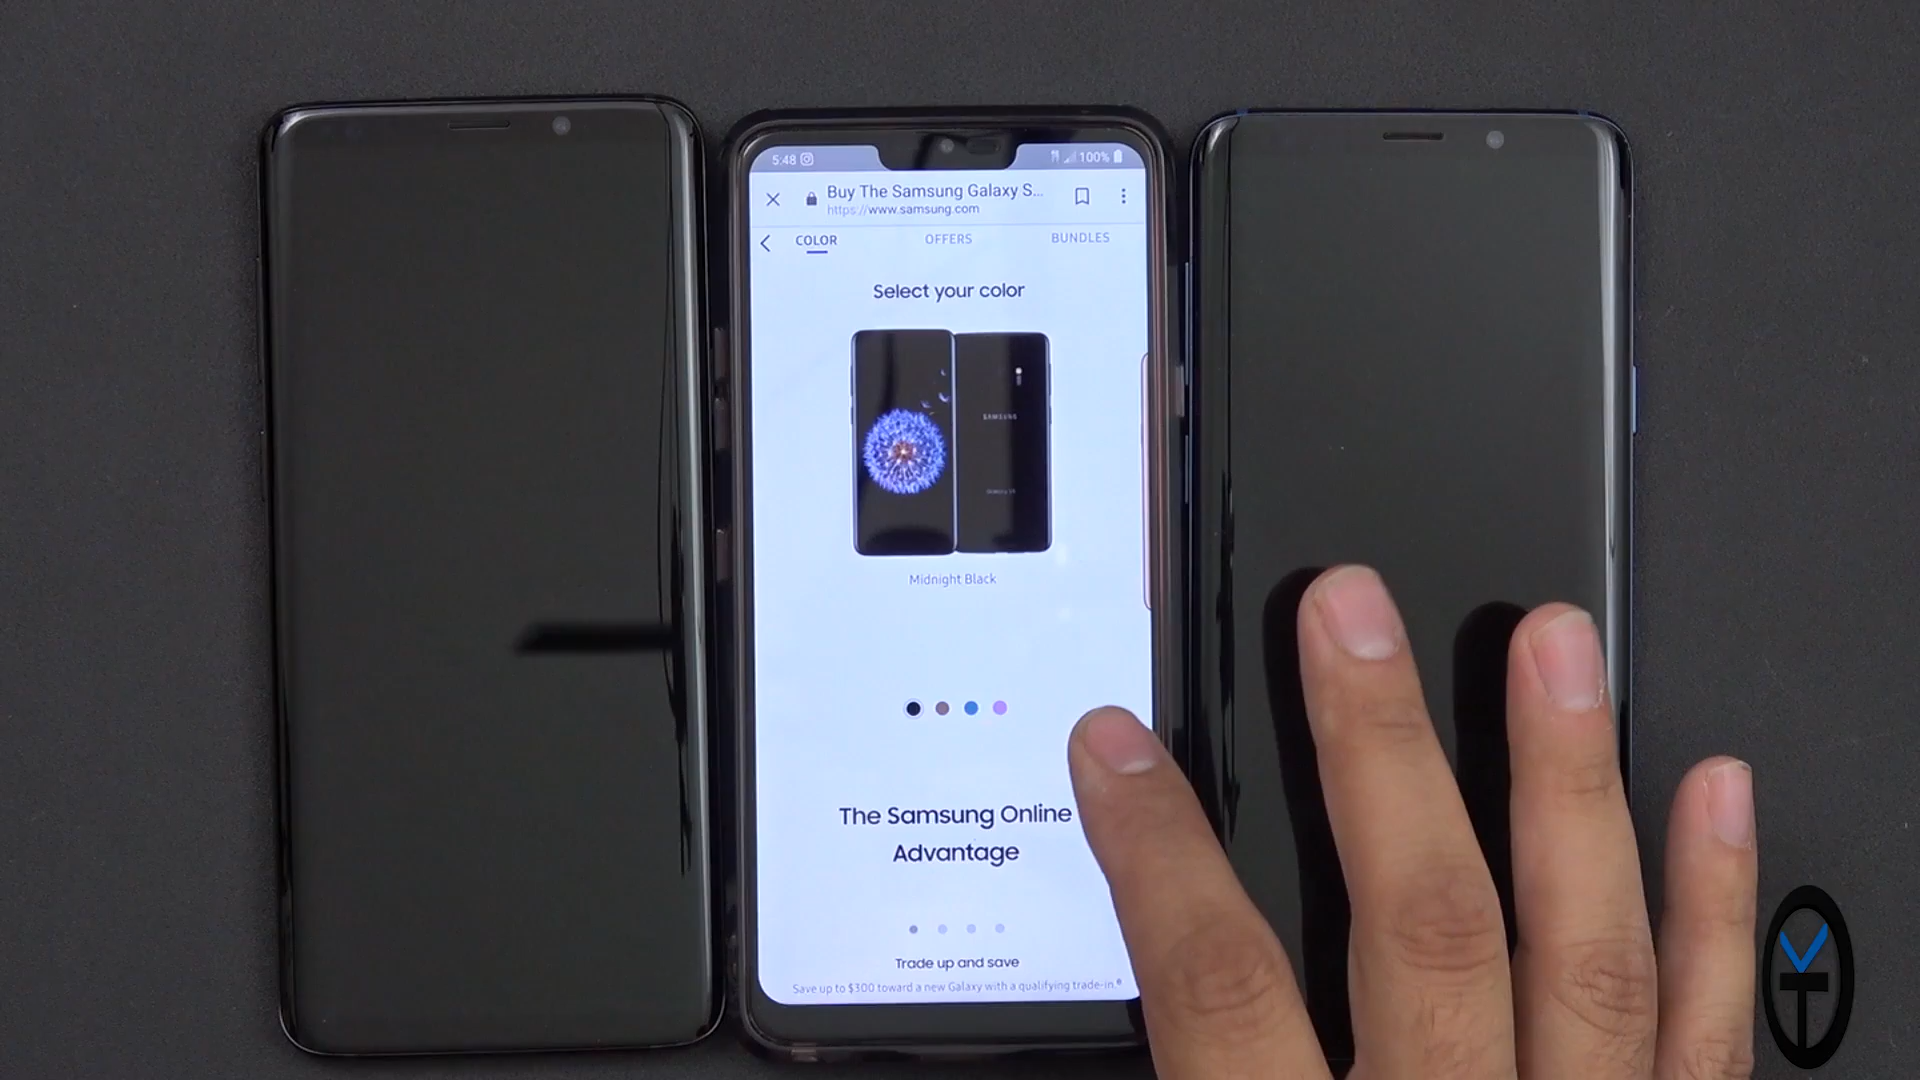 5:48
100%
Buy The Samsung Galaxy S...
https://www.samsung.com
COLOR
OFFERS
BUNDLES
Select your color
SAMSUNG
Midnight Black
The Samsung Online
Advantage
Trade up and save
Save up to $300 toward a new Galaxy with a qualifying trade-in.
VT